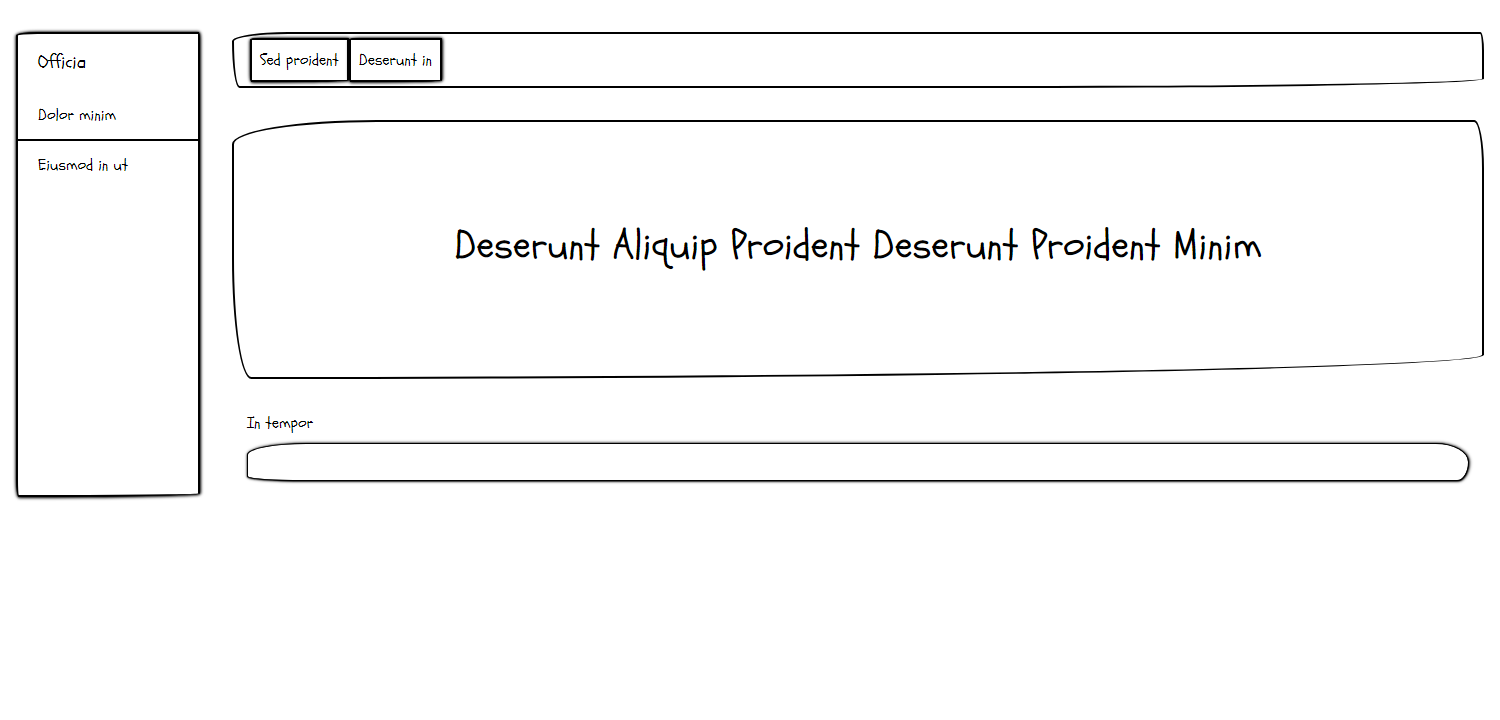 Officia
Dolor minim
Eiusmod in ut
Sed proident
Deserunt in
Deserunt Aliquip Proident Deserunt Proident Minim
In tempor